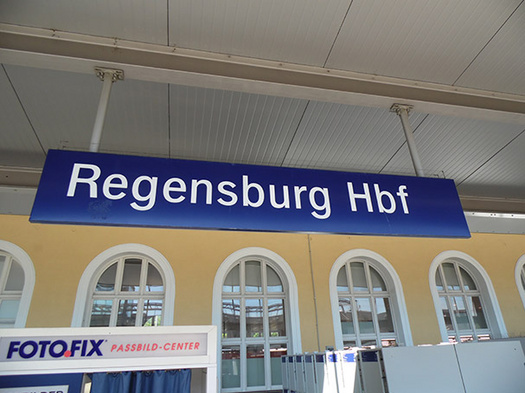 Regensburg Hbf
FOTO.FIX PASSBILD-CENTER